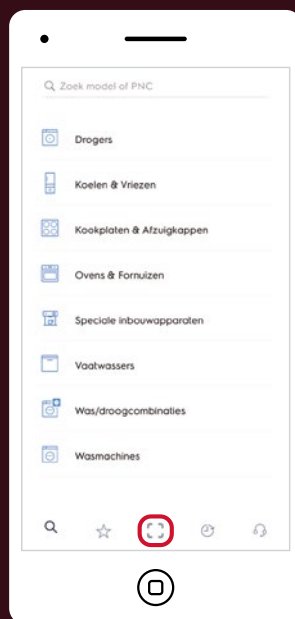 Zoek model of PNC
Drogers
Koelen & Vriezen
Kookplaten & Afzuigkappen
Ovens & Fornuizen
Speciale inbouwapparaten
Vaatwassers
Was/droogcombinaties
Wasmachines